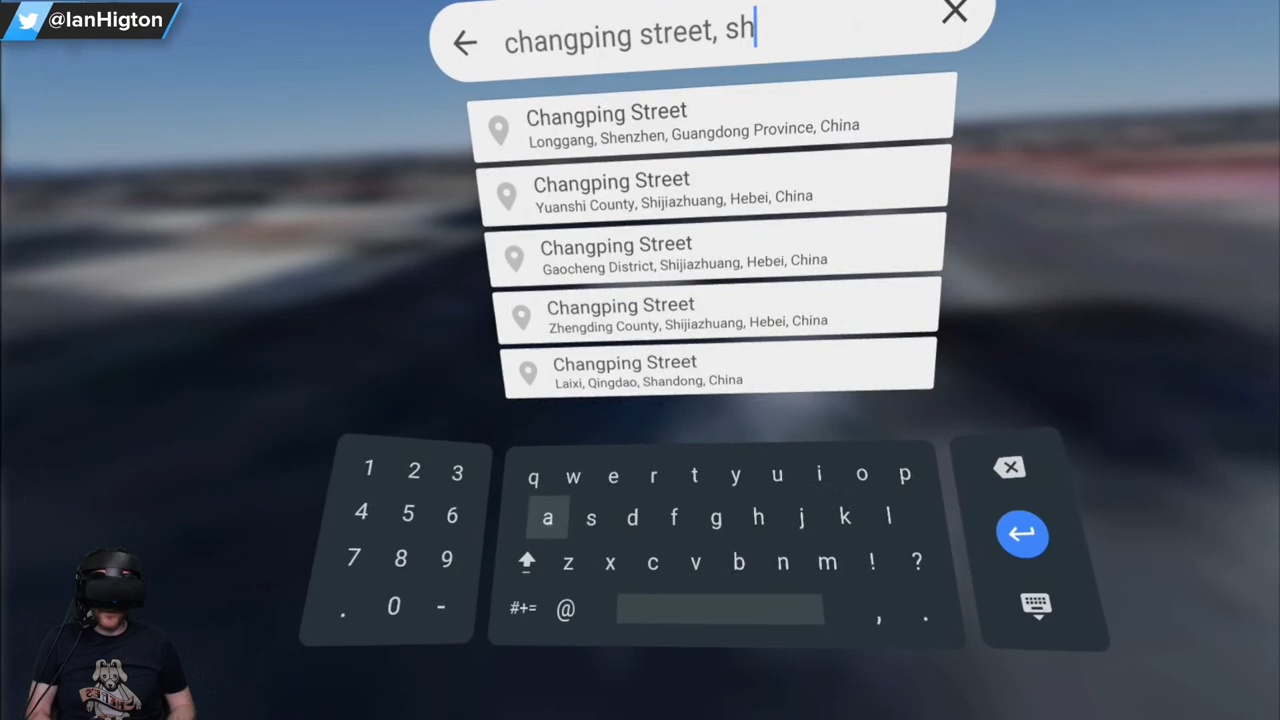 @IanHigton
changping street, sh
Changping Street
Longgang, Shenzhen, Guangdong Province, China
Changping Street
Yuanshi County, Shijiazhuang, Hebei, China
Changping Street
Gaocheng District, Shijiazhuang, Hebei, China
Changping Street
Zhengding County, Shijiazhuang, Hebei, China
Changping Street
Laixi, Qingdao, Shandong, China
1 2 3 q w e r t y u i o p
4 5 6 a s d f g h j k l
7 8 9 z x c v b n m ! ?
. 0 - #+= @ , .